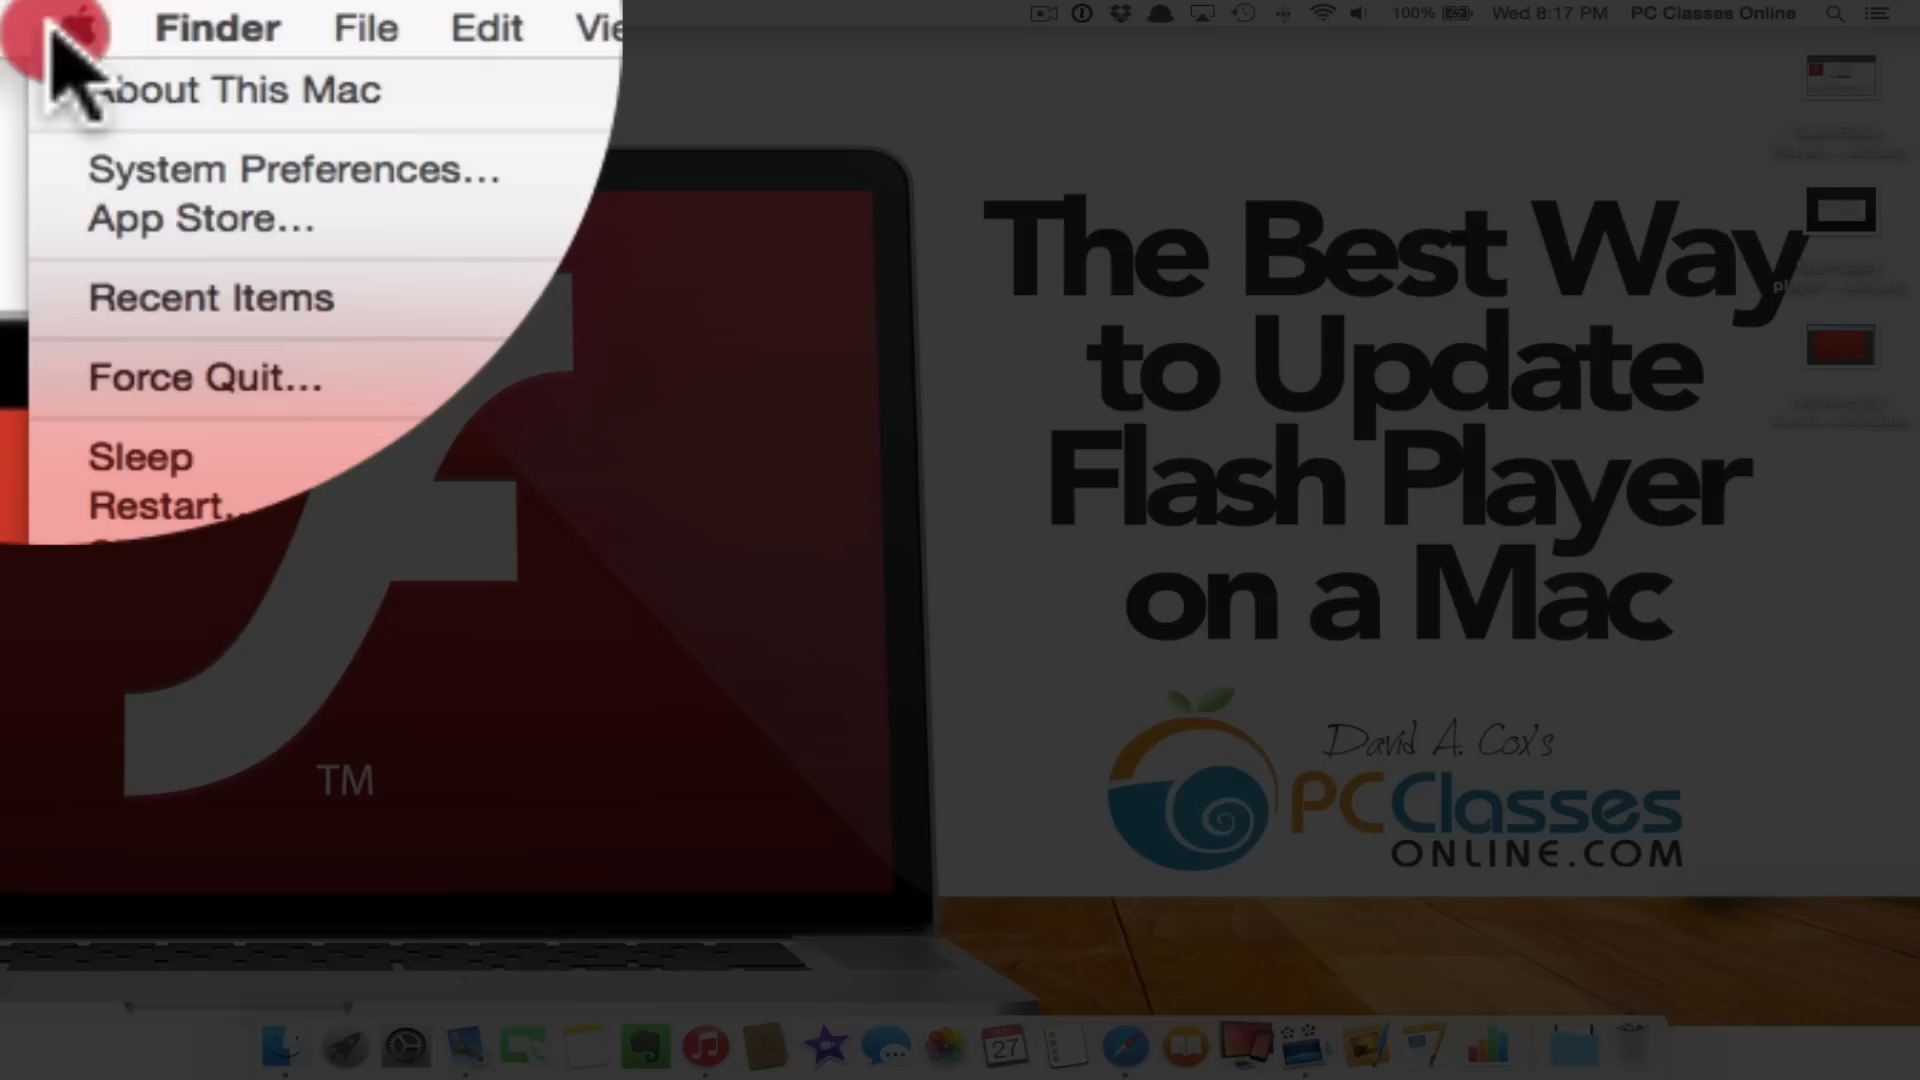 Finder File Edit Vie
100% Wed 8:17 PM PC Classes Online
About This Mac
System Preferences...
App Store...
Recent Items
Force Quit...
Sleep
Restart...
The Best Way
to Update
Flash Player
on a Mac
TM
David A. Cox's
PCClasses
ONLINE.COM
27